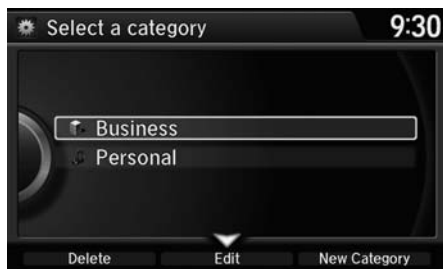 Select a category 9:30
Business
Personal
Delete Edit New Category